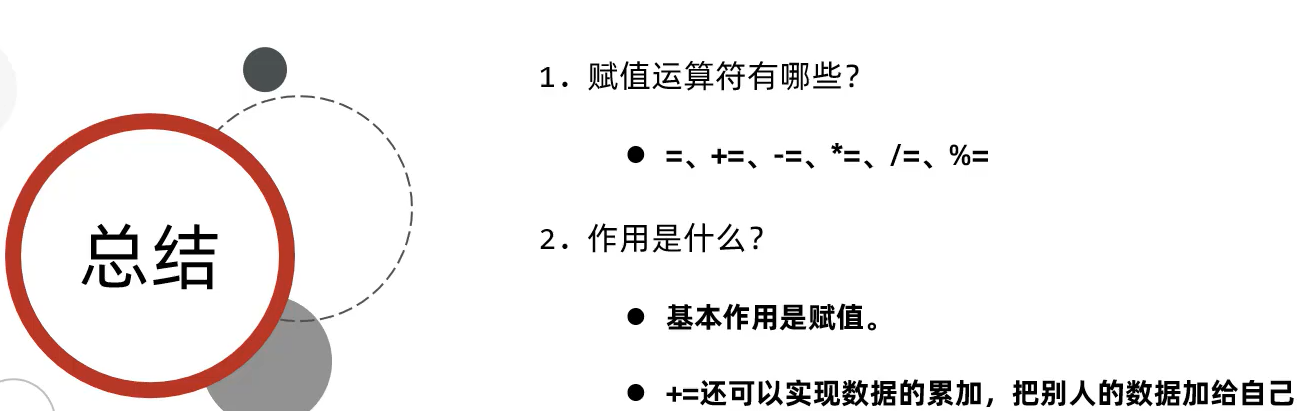 总结
1. 赋值运算符有哪些？
● =、+=、-=、*=、/=、%=
2. 作用是什么？
● 基本作用是赋值。
● +=还可以实现数据的累加，把别人的数据加给自己